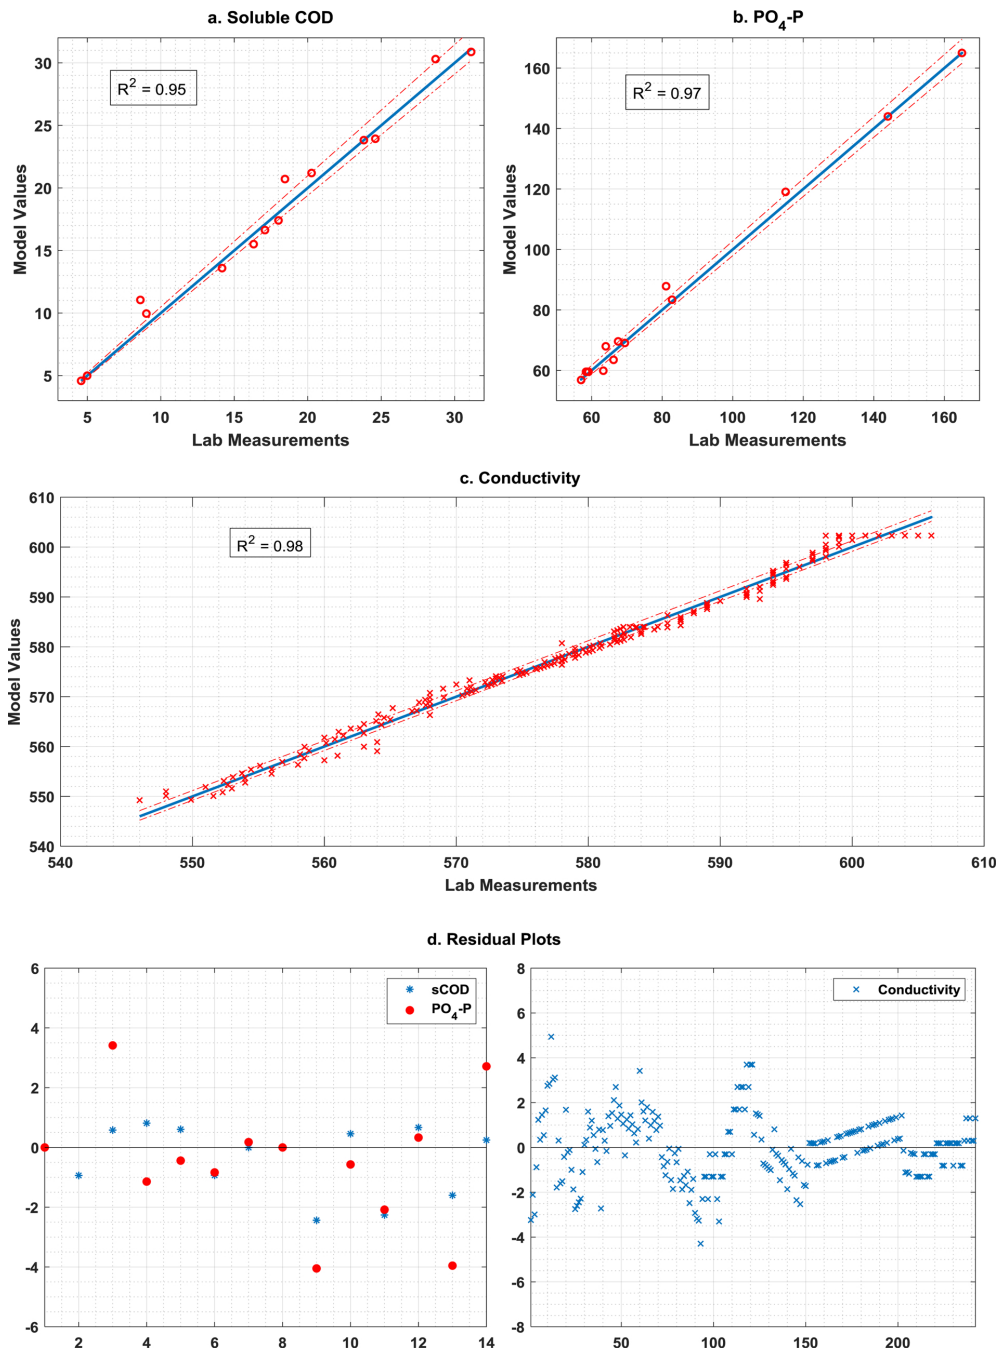 a. Soluble COD
R2 = 0.95
Model Values
30
25
20
15
10
5
5 10 15 20 25 30
Lab Measurements
b. PO4-P
R2 = 0.97
Model Values
160
140
120
100
80
60
60 80 100 120 140 160
Lab Measurements
c. Conductivity
R2 = 0.98
Model Values
610
600
590
580
570
560
550
540
540 550 560 570 580 590 600 610
Lab Measurements
d. Residual Plots
sCOD
PO4-P
6
4
2
0
-2
-4
-6
2 4 6 8 10 12 14
Conductivity
8
6
4
2
0
-2
-4
-6
-8
50 100 150 200